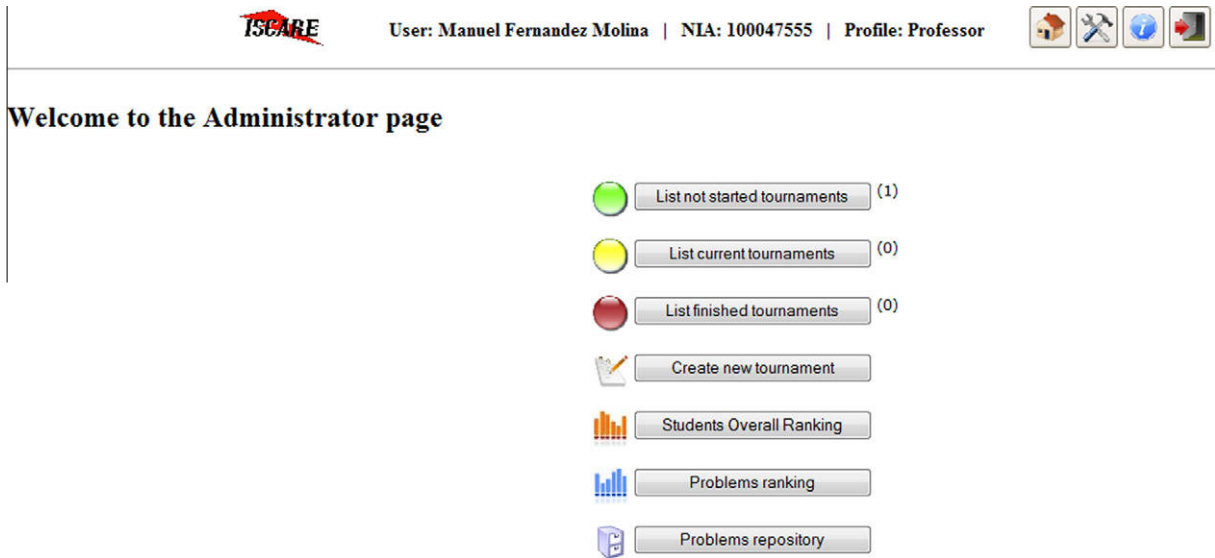 ISCARE
User: Manuel Fernandez Molina | NIA: 100047555 | Profile: Professor
Welcome to the Administrator page
List not started tournaments (1)
List current tournaments (0)
List finished tournaments (0)
Create new tournament
Students Overall Ranking
Problems ranking
Problems repository